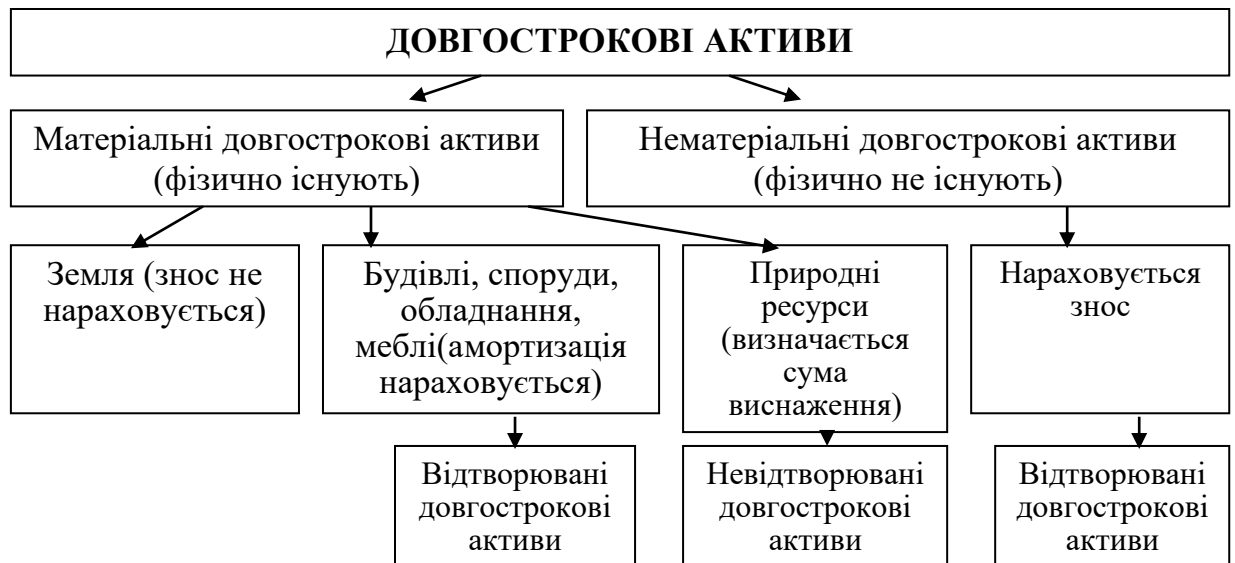 ДОВГОСТРОКОВІ АКТИВИ
Матеріальні довгострокові активи
(фізично існують)
Нематеріальні довгострокові активи
(фізично не існують)
Земля (знос не
нараховується)
Будівлі, споруди,
обладнання,
меблі(амортизація
нараховується)
Природні
ресурси
(визначається
сума
виснаження)
Нараховується
знос
Відтворювані
довгострокові
активи
Невідтворювані
довгострокові
активи
Відтворювані
довгострокові
активи